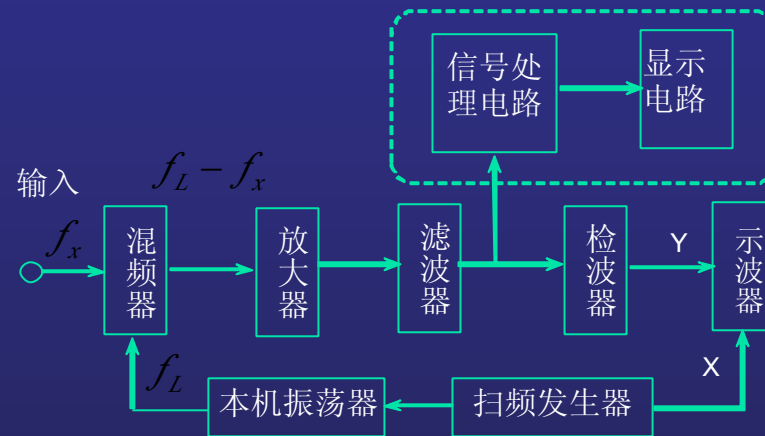 信号处
理电路
显示
电路
输入
f_L − f_x
f_x
混频器
放大器
滤波器
检波器
Y
示波器
X
f_L
本机振荡器
扫频发生器